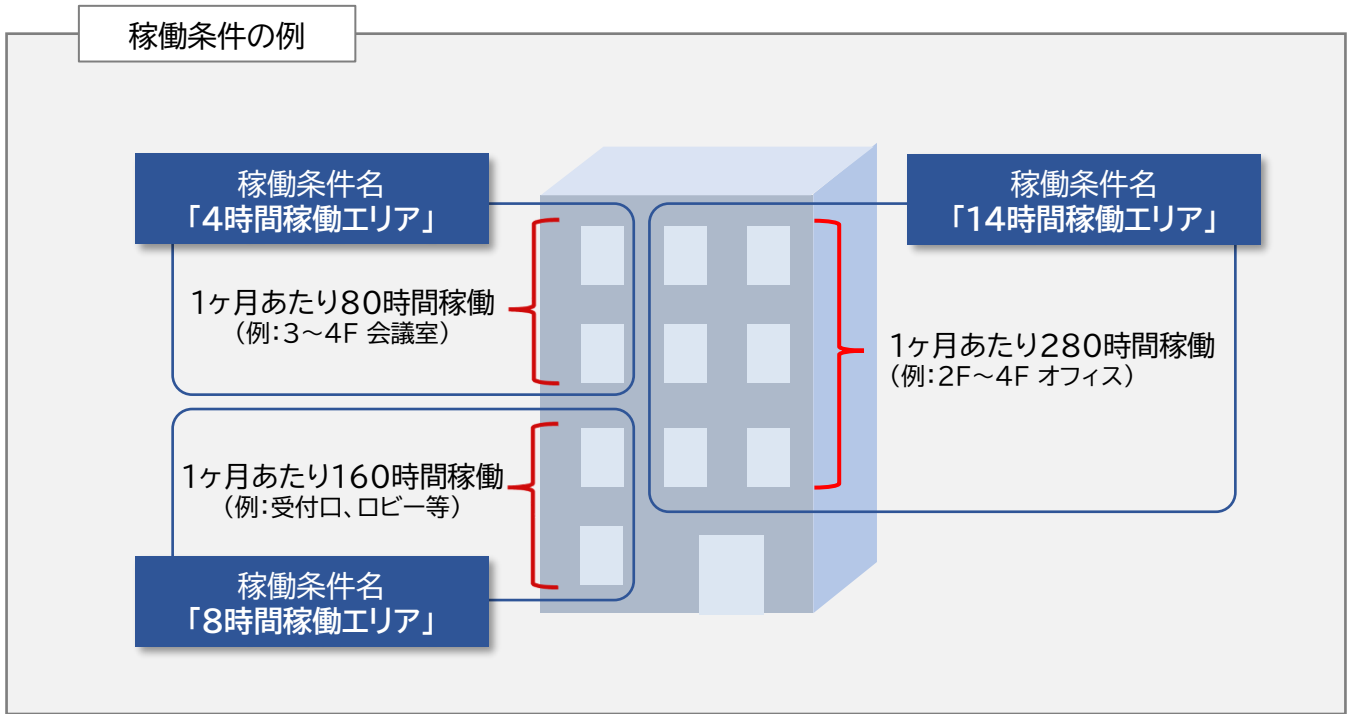 稼働条件の例
稼働条件名
「4時間稼働エリア」
1ヶ月あたり80時間稼働
（例：3～4F 会議室）
1ヶ月あたり160時間稼働
（例：受付口、ロビー等）
稼働条件名
「8時間稼働エリア」
稼働条件名
「14時間稼働エリア」
1ヶ月あたり280時間稼働
（例：2F～4F オフィス）